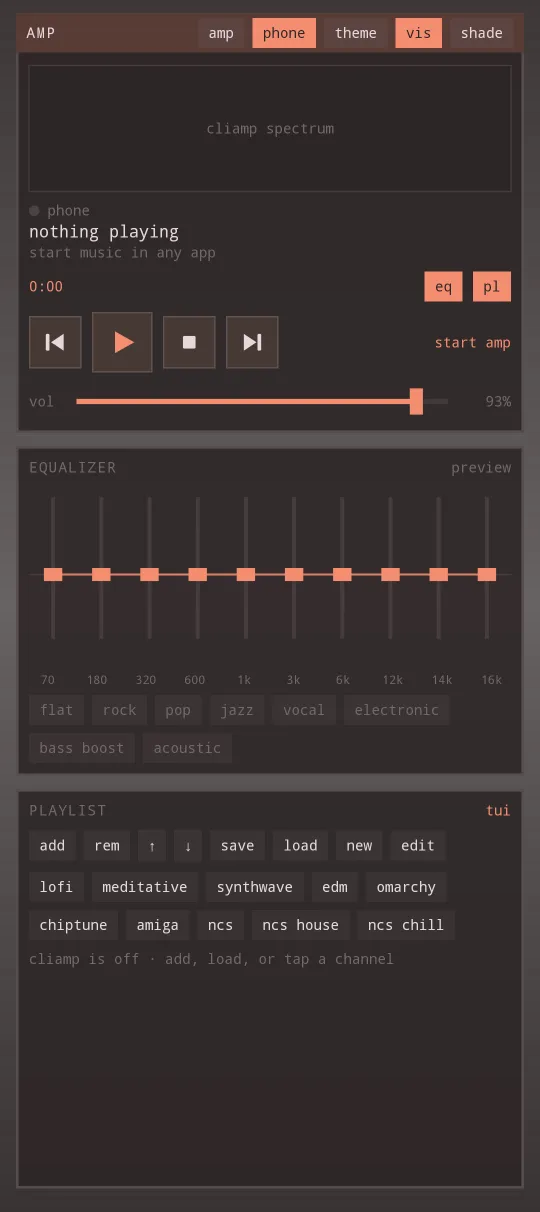 AMP amp phone theme vis shade
cliamp spectrum
phone
nothing playing
start music in any app
0:00 eq pl
start amp
vol 93%
EQUALIZER preview
70 180 320 600 1k 3k 6k 12k 14k 16k
flat rock pop jazz vocal electronic
bass boost acoustic
PLAYLIST tui
add rem ↑ ↓ save load new edit
lofi meditative synthwave edm omarchy
chiptune amiga ncs ncs house ncs chill
cliamp is off · add, load, or tap a channel